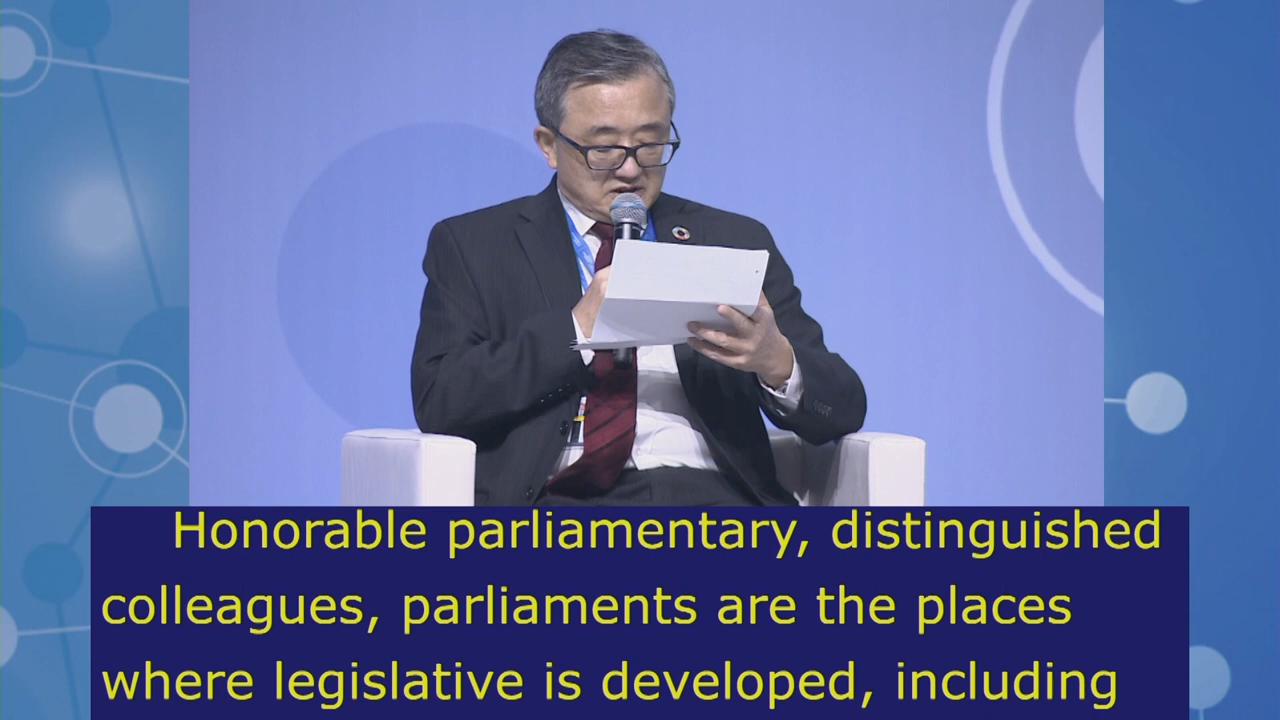 Honorable parliamentary, distinguished
colleagues, parliaments are the places
where legislative is developed, including